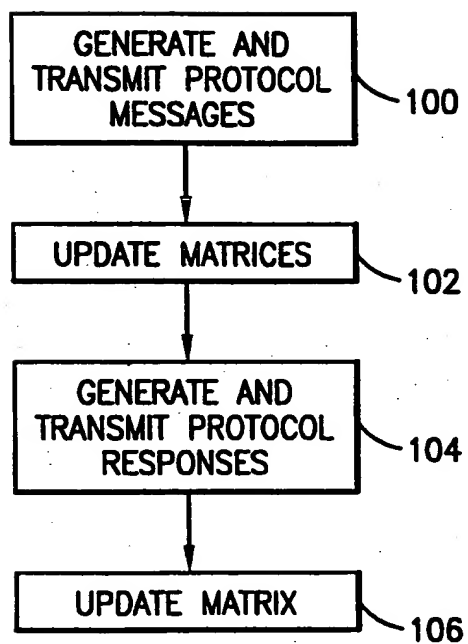 GENERATE AND
TRANSMIT PROTOCOL
MESSAGES
100
UPDATE MATRICES
102
GENERATE AND
TRANSMIT PROTOCOL
RESPONSES
104
UPDATE MATRIX
106